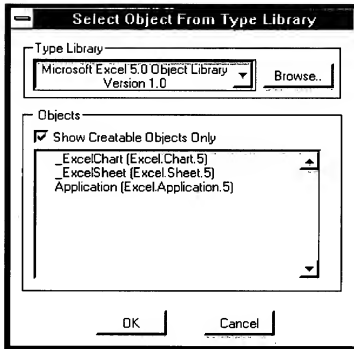 Select Object From Type Library
Type Library
Microsoft Excel 5.0 Object Library
Version 1.0
Browse..
Objects
Show Creatable Objects Only
_ExcelChart (Excel.Chart.5)
_ExcelSheet (Excel.Sheet.5)
Application (Excel.Application.5)
OK
Cancel